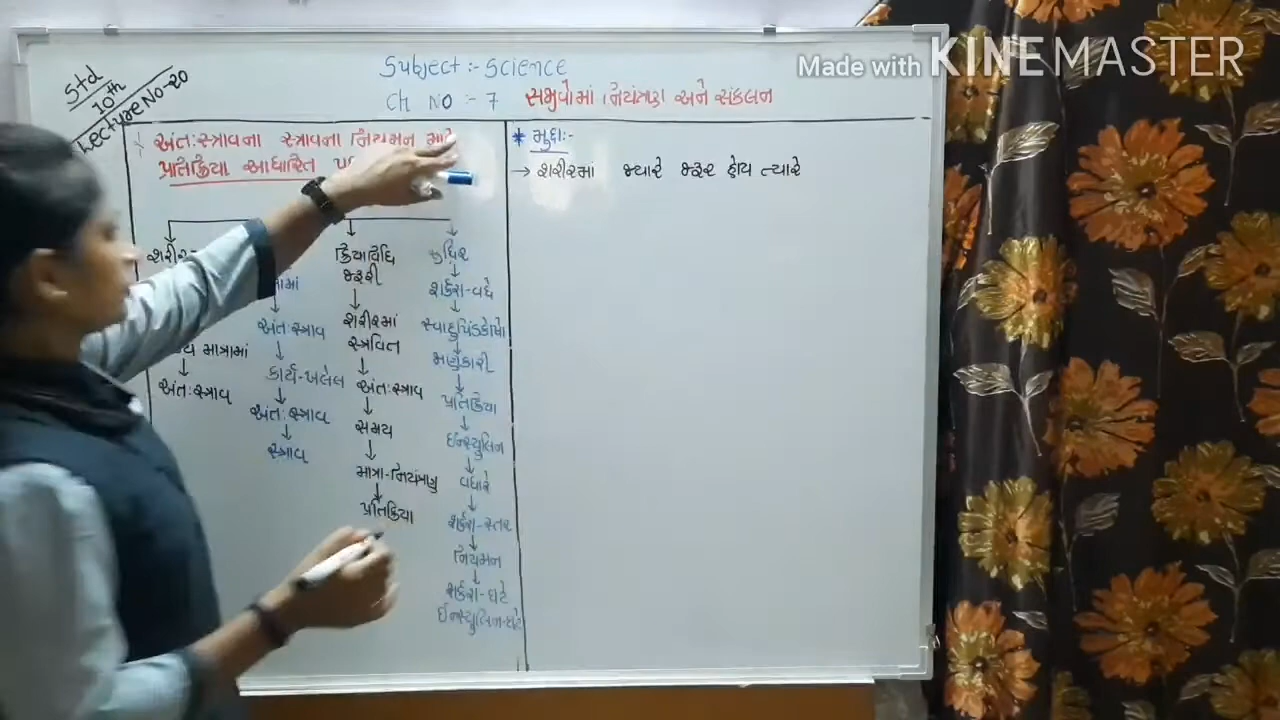 Made with KINEMASTER
Std
10th
Lecture No-20
Subject :- Science
Ch No :- 7 સજીવોમાં નિયંત્રણ અને સંકલન
અંતઃસ્ત્રાવના સ્ત્રાવના નિયમન માટે
પ્રતિક્રિયા આધારિત
માત્રામાં
↓
અંતઃસ્ત્રાવ
↓
અંતઃસ્ત્રાવ
↓
કાર્ય-ખલેલ
↓
અંતઃસ્ત્રાવ
↓
સ્ત્રાવ
ક્રિયાવિધિ
જરૂરી
↓
શરીરમાં
સ્ત્રવિત
↓
અંતઃસ્ત્રાવ
↓
સમય
↓
માત્રા-નિયંત્રણ
↓
પ્રતિક્રિયા
રુધિર
↓
શર્કરા-વધે
↓
સ્વાદુપિંડકોષો
↓
જાણકારી
↓
પ્રતિક્રિયા
↓
ઈન્સ્યુલિન
↓
વધારે
↓
શર્કરા-સ્તર
↓
નિયમન
↓
શર્કરા-ઘટે
ઈન્સ્યુલિન-ઘટે
* મુદ્દાઃ-
→ શરીરમાં જ્યારે જરૂર હોય ત્યારે